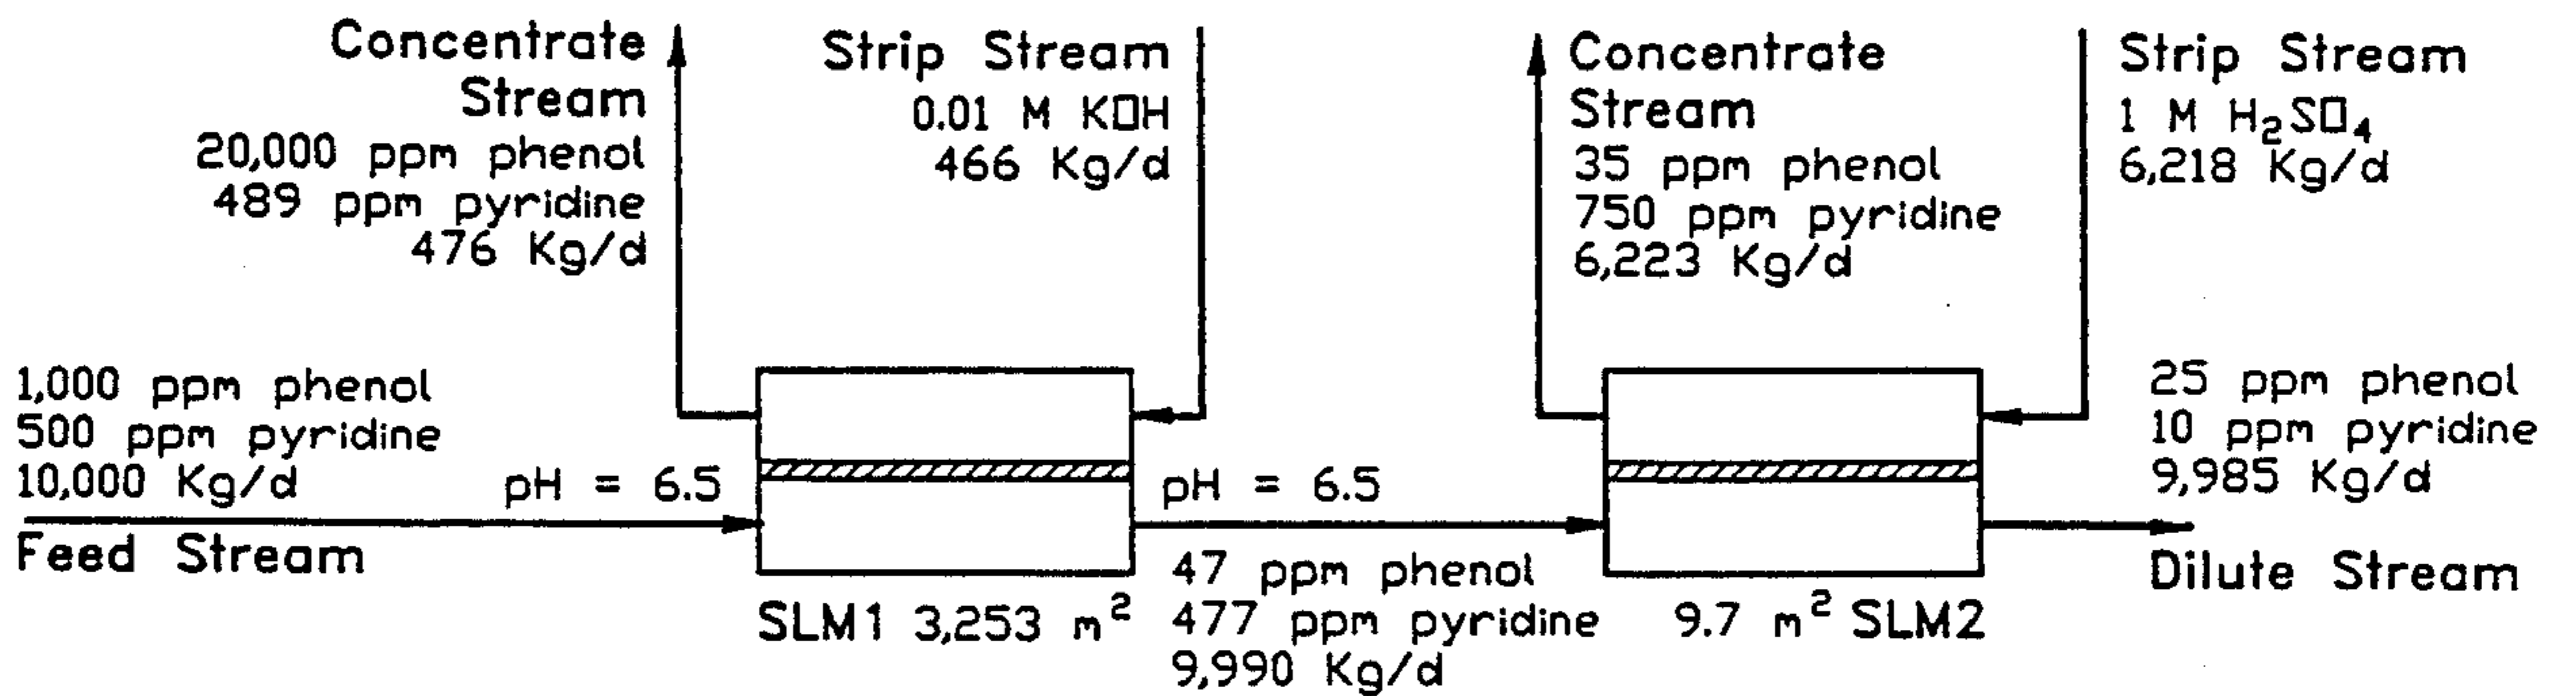 Concentrate
Stream
20,000 ppm phenol
489 ppm pyridine
476 Kg/d
Strip Stream
0.01 M KOH
466 Kg/d
Concentrate
Stream
35 ppm phenol
750 ppm pyridine
6,223 Kg/d
Strip Stream
1 M H₂SO₄
6,218 Kg/d
1,000 ppm phenol
500 ppm pyridine
10,000 Kg/d
pH = 6.5
Feed Stream
SLM1 3,253 m²
pH = 6.5
47 ppm phenol
477 ppm pyridine
9,990 Kg/d
9.7 m² SLM2
25 ppm phenol
10 ppm pyridine
9,985 Kg/d
Dilute Stream